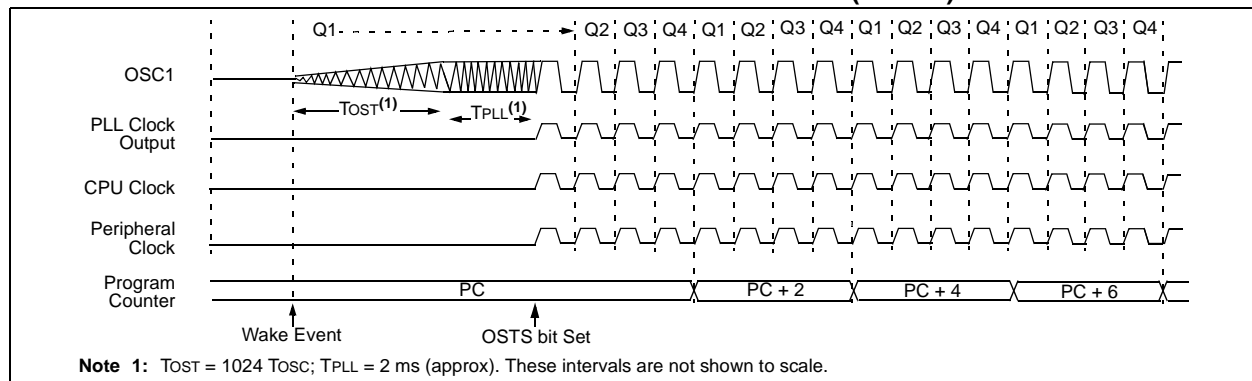 Q1 Q2 Q3 Q4 Q1 Q2 Q3 Q4 Q1 Q2 Q3 Q4 Q1 Q2 Q3 Q4
OSC1
TOST(1) TPLL(1)
PLL Clock
Output
CPU Clock
Peripheral
Clock
Program
Counter
PC PC + 2 PC + 4 PC + 6
Wake Event OSTS bit Set
Note 1: TOST = 1024 TOSC; TPLL = 2 ms (approx). These intervals are not shown to scale.